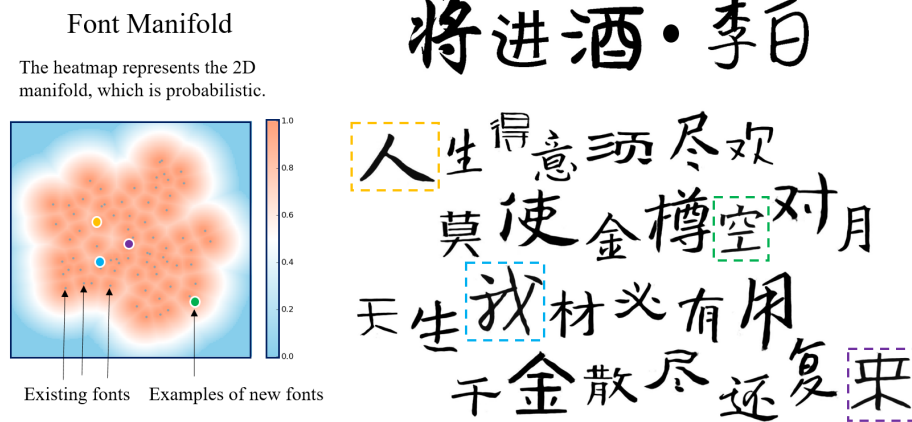 Font Manifold
The heatmap represents the 2D
manifold, which is probabilistic.
1.0
0.8
0.6
0.4
0.2
0.0
Existing fonts
Examples of new fonts
将进酒·李白
人生得意须尽欢
莫使金樽空对月
天生我材必有用
千金散尽还复来